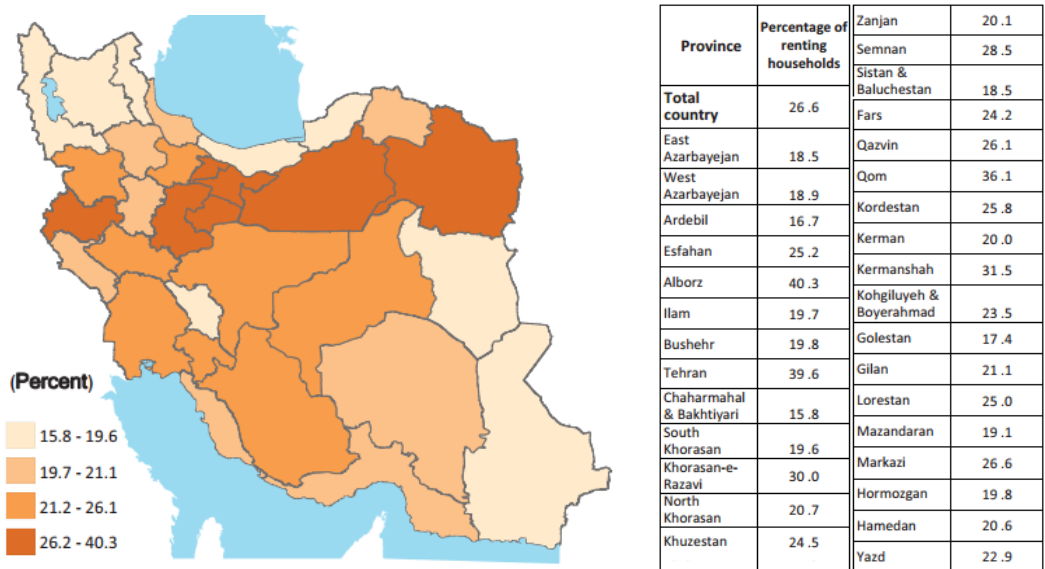 (Percent)
15.8 - 19.6
19.7 - 21.1
21.2 - 26.1
26.2 - 40.3
Province
Percentage of
renting
households
Total
country
26.6
East
Azarbayejan
18.5
West
Azarbayejan
18.9
Ardebil
16.7
Esfahan
25.2
Alborz
40.3
Ilam
19.7
Bushehr
19.8
Tehran
39.6
Chaharmahal
& Bakhtiyari
15.8
South
Khorasan
19.6
Khorasan-e-
Razavi
30.0
North
Khorasan
20.7
Khuzestan
24.5
Zanjan
20.1
Semnan
28.5
Sistan &
Baluchestan
18.5
Fars
24.2
Qazvin
26.1
Qom
36.1
Kordestan
25.8
Kerman
20.0
Kermanshah
31.5
Kohgiluyeh &
Boyerahmad
23.5
Golestan
17.4
Gilan
21.1
Lorestan
25.0
Mazandaran
19.1
Markazi
26.6
Hormozgan
19.8
Hamedan
20.6
Yazd
22.9